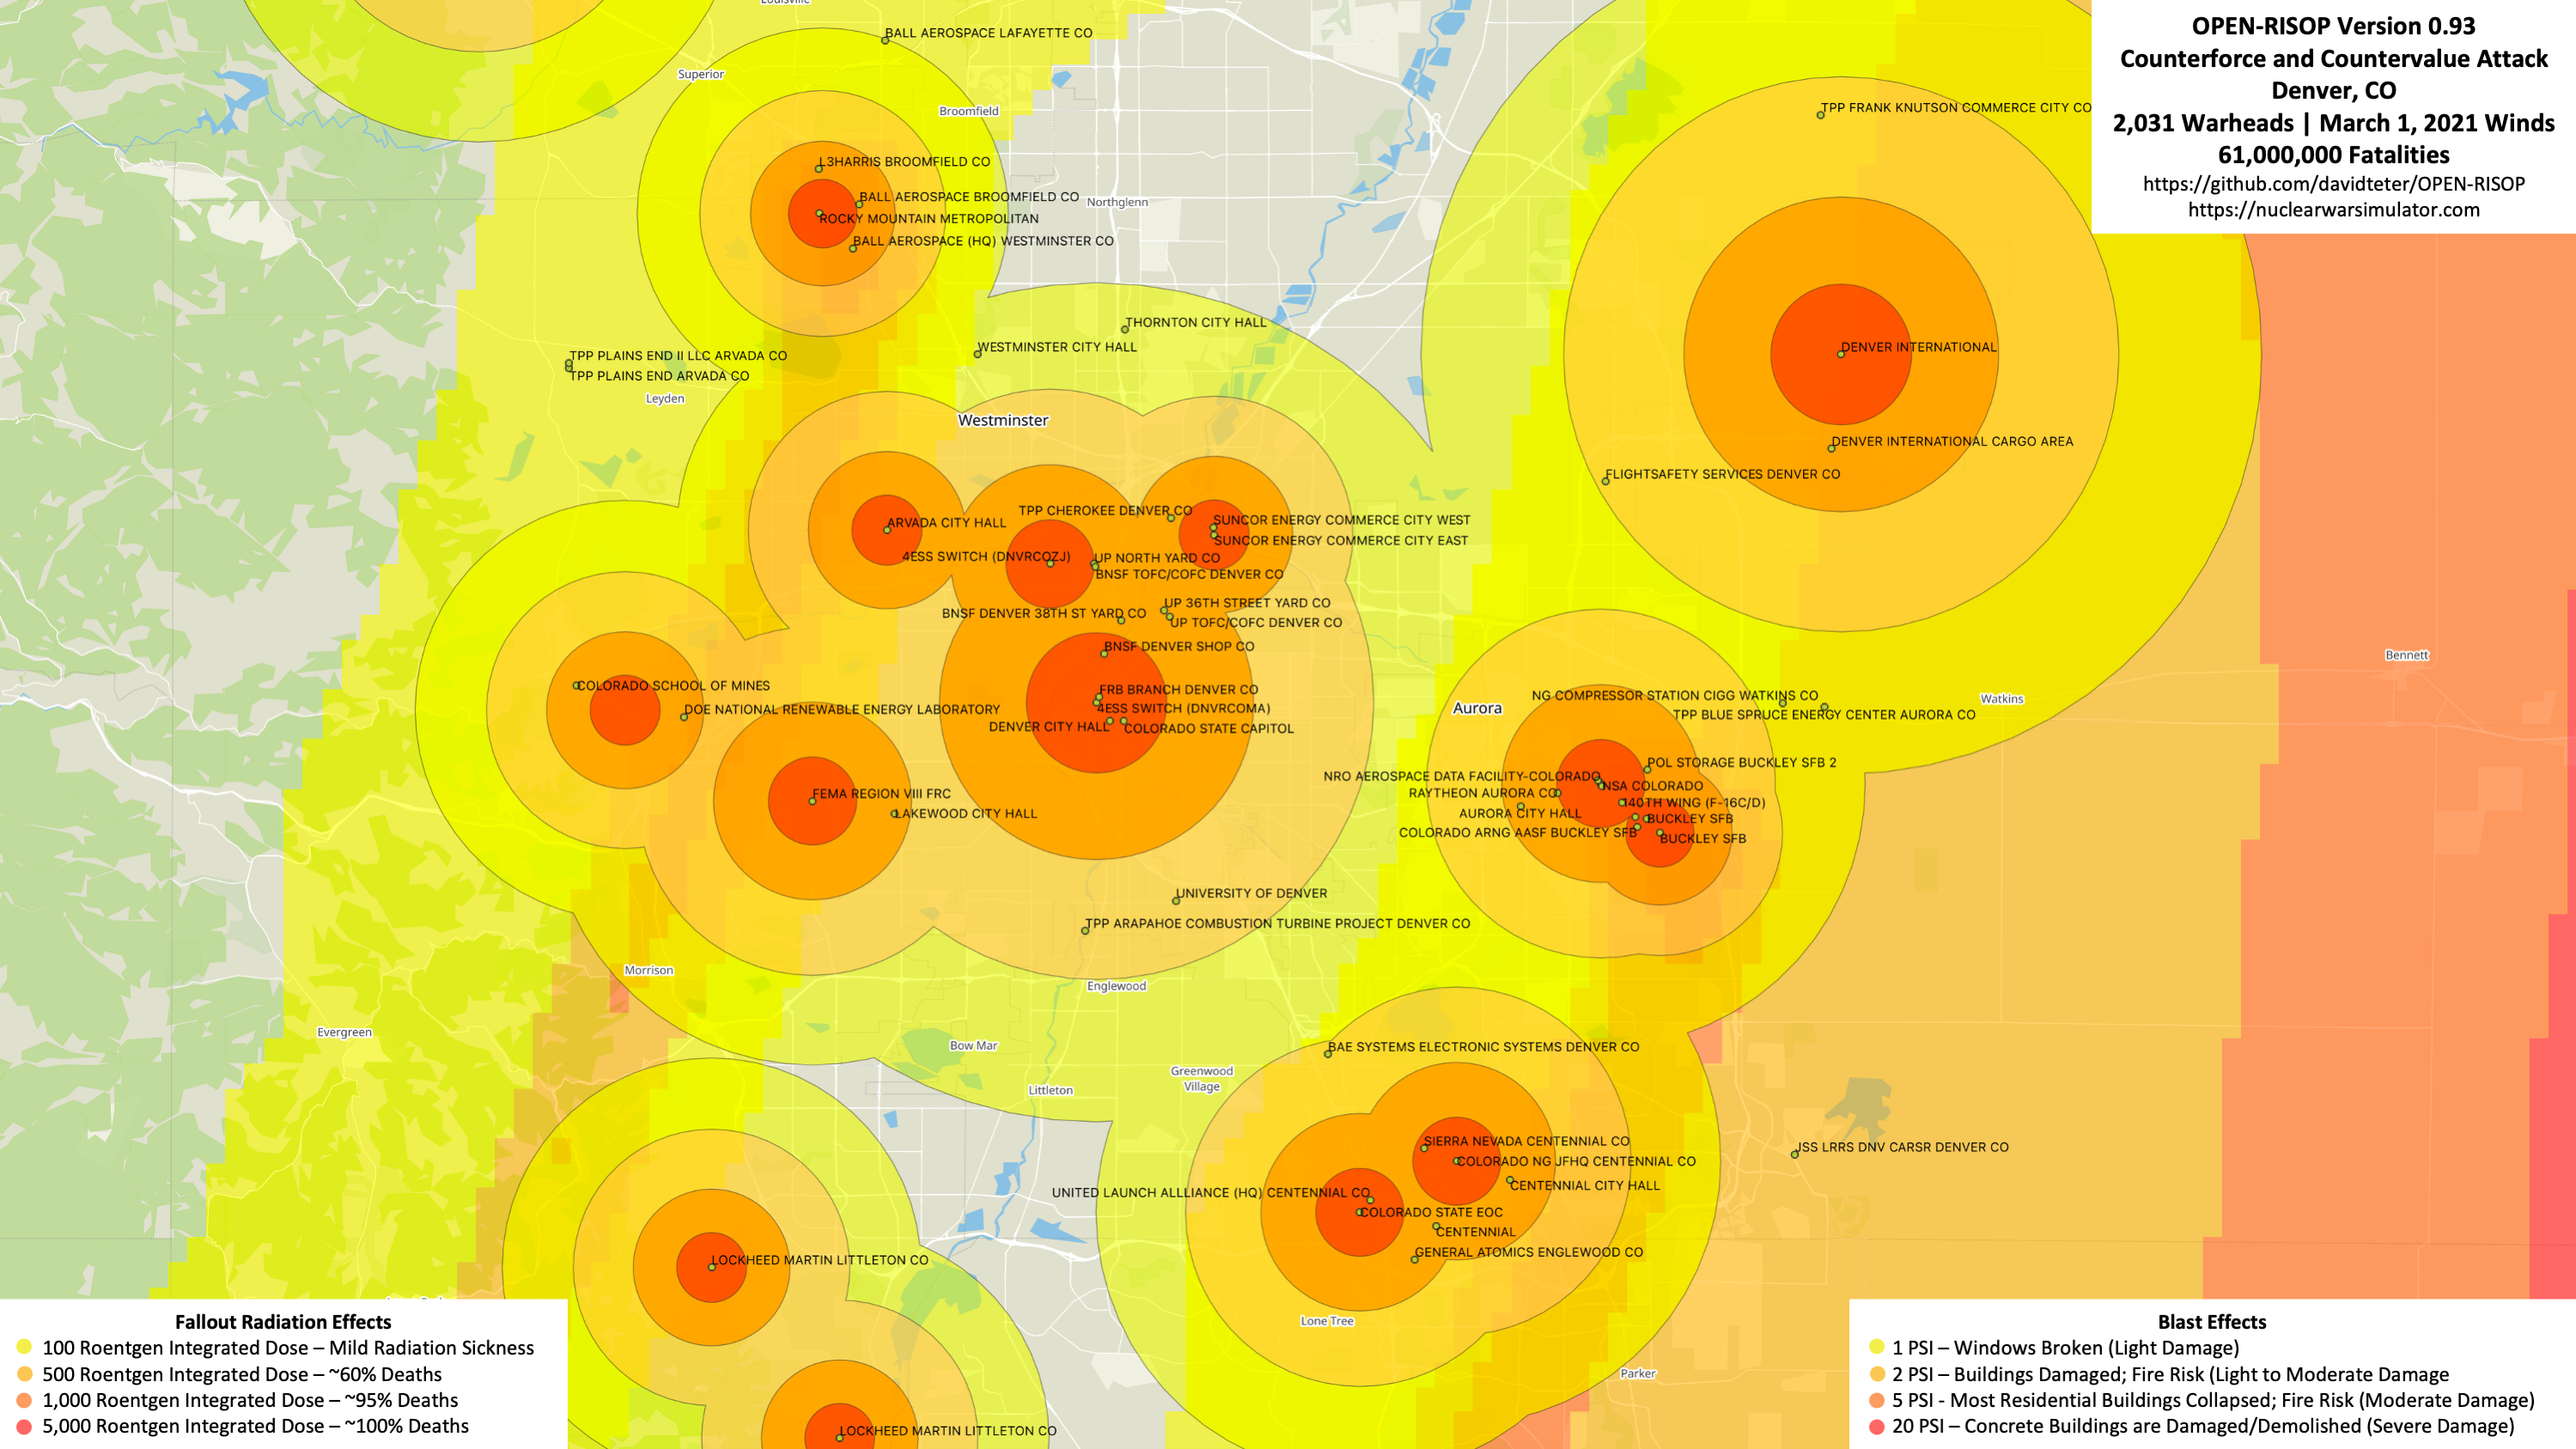 OPEN-RISOP Version 0.93
Counterforce and Countervalue Attack
Denver, CO
2,031 Warheads | March 1, 2021 Winds
61,000,000 Fatalities
https://github.com/davidteter/OPEN-RISOP
https://nuclearwarsimulator.com
BALL AEROSPACE LAFAYETTE CO
Superior
Broomfield
TPP FRANK KNUTSON COMMERCE CITY CO
L3HARRIS BROOMFIELD CO
BALL AEROSPACE BROOMFIELD CO
Northglenn
ROCKY MOUNTAIN METROPOLITAN
BALL AEROSPACE (HQ) WESTMINSTER CO
THORNTON CITY HALL
WESTMINSTER CITY HALL
DENVER INTERNATIONAL
TPP PLAINS END II LLC ARVADA CO
TPP PLAINS END ARVADA CO
Leyden
Westminster
DENVER INTERNATIONAL CARGO AREA
FLIGHTSAFETY SERVICES DENVER CO
TPP CHEROKEE DENVER CO
ARVADA CITY HALL
SUNCOR ENERGY COMMERCE CITY WEST
SUNCOR ENERGY COMMERCE CITY EAST
4ESS SWITCH (DNVRCOZJ)
UP NORTH YARD CO
BNSF TOFC/COFC DENVER CO
UP 36TH STREET YARD CO
BNSF DENVER 38TH ST YARD CO
UP TOFC/COFC DENVER CO
BNSF DENVER SHOP CO
Bennett
COLORADO SCHOOL OF MINES
FRB BRANCH DENVER CO
NG COMPRESSOR STATION CIGG WATKINS CO
Watkins
DOE NATIONAL RENEWABLE ENERGY LABORATORY
4ESS SWITCH (DNVRCOMA)
Aurora
TPP BLUE SPRUCE ENERGY CENTER AURORA CO
DENVER CITY HALL
COLORADO STATE CAPITOL
POL STORAGE BUCKLEY SFB 2
NRO AEROSPACE DATA FACILITY-COLORADO
NSA COLORADO
RAYTHEON AURORA CO
FEMA REGION VIII FRC
140TH WING (F-16C/D)
LAKEWOOD CITY HALL
AURORA CITY HALL
BUCKLEY SFB
COLORADO ARNG AASF BUCKLEY SFB
BUCKLEY SFB
UNIVERSITY OF DENVER
TPP ARAPAHOE COMBUSTION TURBINE PROJECT DENVER CO
Morrison
Englewood
Evergreen
Bow Mar
BAE SYSTEMS ELECTRONIC SYSTEMS DENVER CO
Greenwood
Village
Littleton
SIERRA NEVADA CENTENNIAL CO
JSS LRRS DNV CARSR DENVER CO
COLORADO NG JFHQ CENTENNIAL CO
CENTENNIAL CITY HALL
UNITED LAUNCH ALLLIANCE (HQ) CENTENNIAL CO
COLORADO STATE EOC
CENTENNIAL
GENERAL ATOMICS ENGLEWOOD CO
LOCKHEED MARTIN LITTLETON CO
Lone Tree
Parker
LOCKHEED MARTIN LITTLETON CO
Fallout Radiation Effects
100 Roentgen Integrated Dose – Mild Radiation Sickness
500 Roentgen Integrated Dose – ~60% Deaths
1,000 Roentgen Integrated Dose – ~95% Deaths
5,000 Roentgen Integrated Dose – ~100% Deaths
Blast Effects
1 PSI – Windows Broken (Light Damage)
2 PSI – Buildings Damaged; Fire Risk (Light to Moderate Damage
5 PSI - Most Residential Buildings Collapsed; Fire Risk (Moderate Damage)
20 PSI – Concrete Buildings are Damaged/Demolished (Severe Damage)